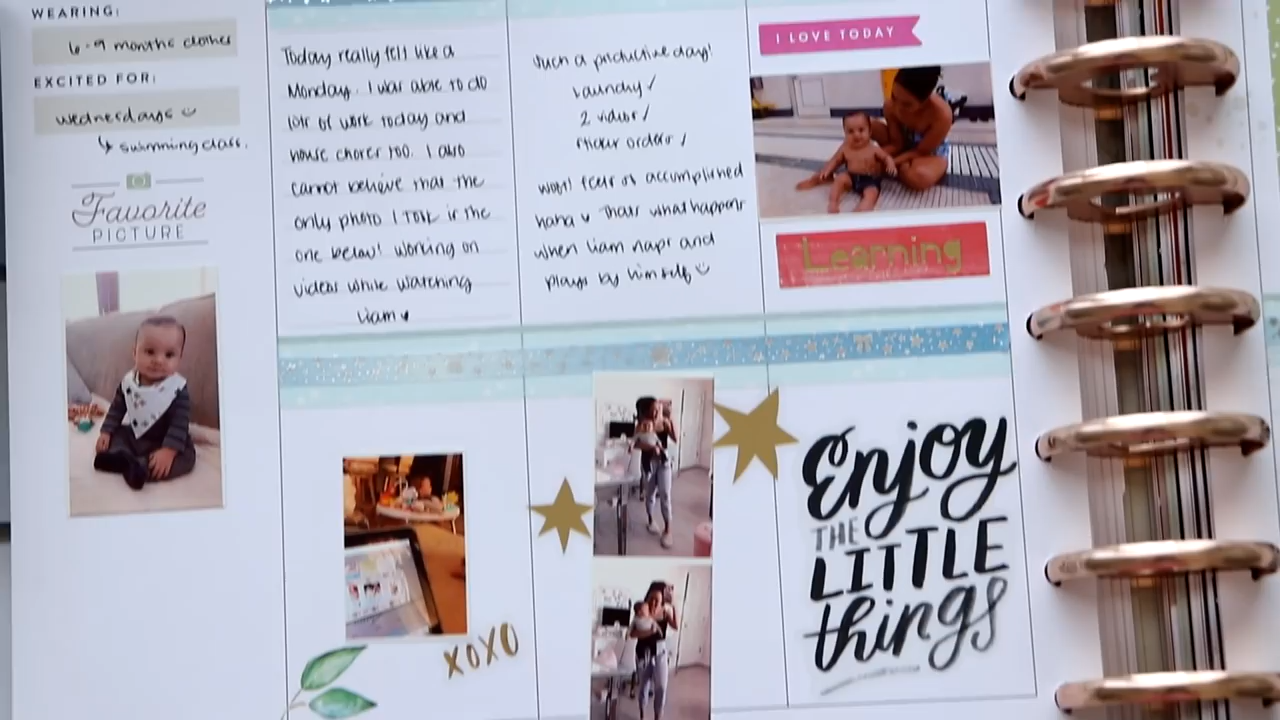 WEARING:
6-9 months clothes
EXCITED FOR:
wednesdays
↳ swimming class.
Favorite
PICTURE
Today really felt like a
Monday. I was able to do
lots of work today and
house chores too. I also
cannot believe that the
only photo I took is the
one below! working on
videos while watching
Liam
such a productive day!
Laundry ✓
2 videos ✓
sticker orders ✓
woot! feels so accomplished
haha thats what happens
when Liam naps and
plays by himself
I LOVE TODAY
Learning
XOXO
Enjoy
THE
LITTLE
things